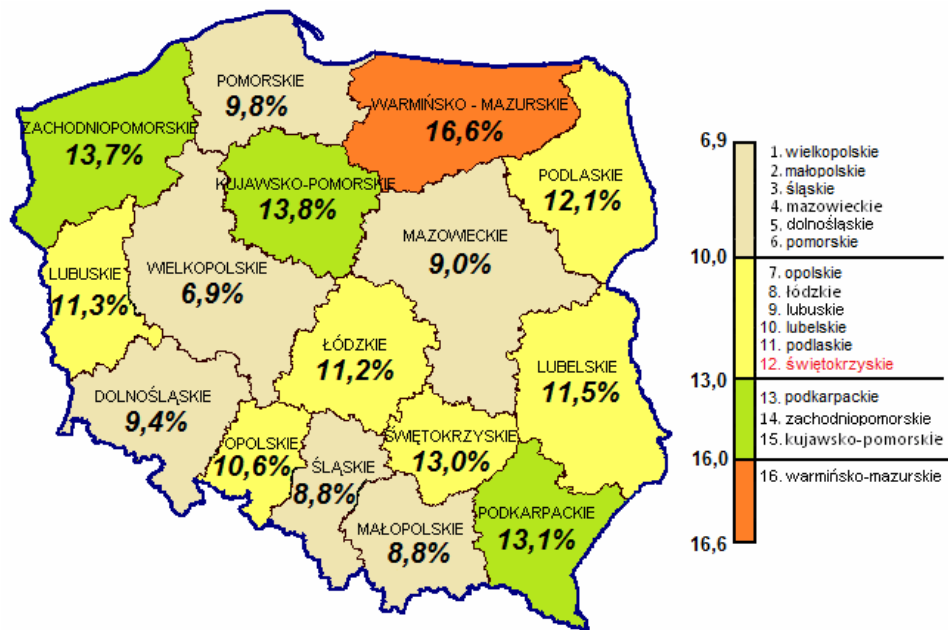 POMORSKIE
9,8%
WARMIŃSKO - MAZURSKIE
16,6%
ZACHODNIOPOMORSKIE
13,7%
KUJAWSKO-POMORSKIE
13,8%
PODLASKIE
12,1%
MAZOWIECKIE
9,0%
LUBUSKIE
11,3%
WIELKOPOLSKIE
6,9%
ŁÓDZKIE
11,2%
LUBELSKIE
11,5%
DOLNOŚLĄSKIE
9,4%
OPOLSKIE
10,6%
ŚLĄSKIE
8,8%
ŚWIĘTOKRZYSKIE
13,0%
MAŁOPOLSKIE
8,8%
PODKARPACKIE
13,1%
6,9
1. wielkopolskie
2. małopolskie
3. śląskie
4. mazowieckie
5. dolnośląskie
6. pomorskie
10,0
7. opolskie
8. łódzkie
9. lubuskie
10. lubelskie
11. podlaskie
12. świętokrzyskie
13,0
13. podkarpackie
14. zachodniopomorskie
15. kujawsko-pomorskie
16,0
16. warmińsko-mazurskie
16,6